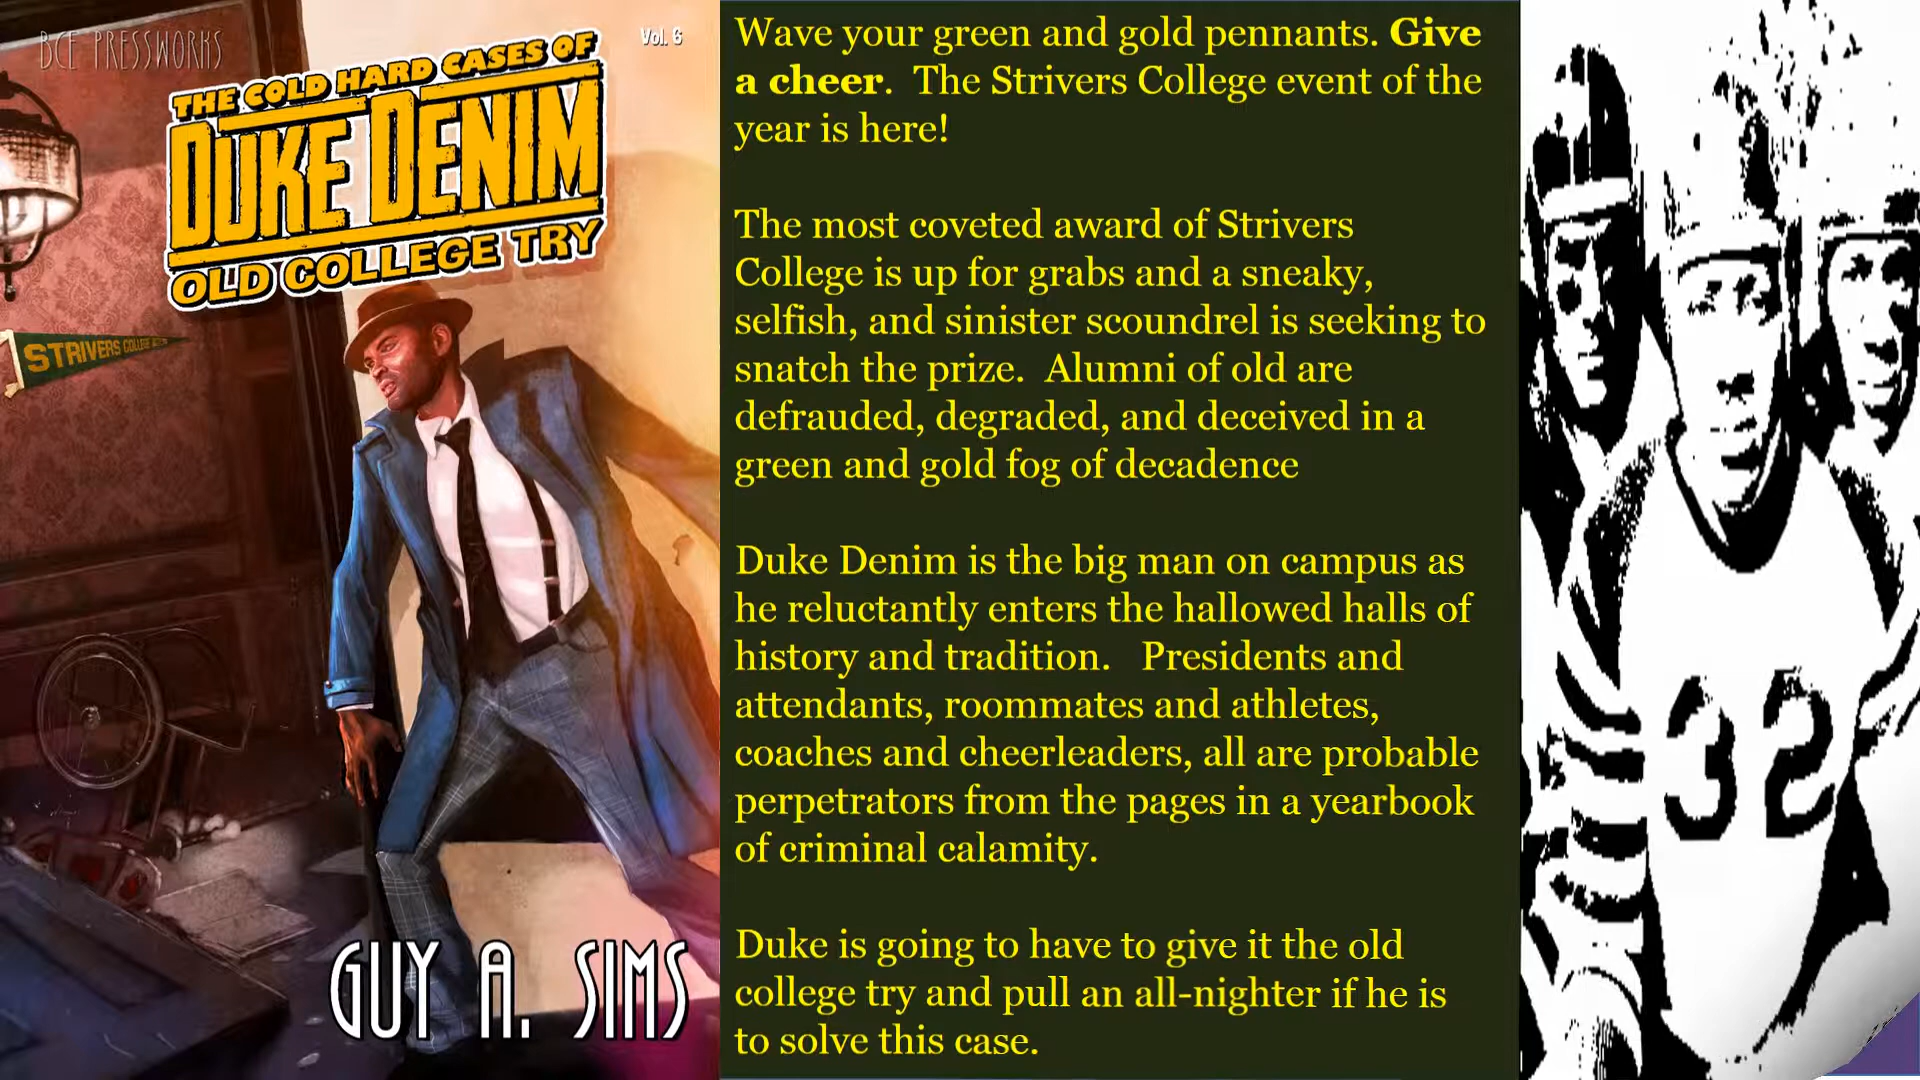 BCE PRESSWORKS
Vol. 6
THE COLD HARD CASES OF
DUKE DENIM
OLD COLLEGE TRY
STRIVERS COLLEGE
GUY A. SIMS
Wave your green and gold pennants. Give
a cheer.  The Strivers College event of the
year is here!
The most coveted award of Strivers
College is up for grabs and a sneaky,
selfish, and sinister scoundrel is seeking to
snatch the prize.  Alumni of old are
defrauded, degraded, and deceived in a
green and gold fog of decadence
Duke Denim is the big man on campus as
he reluctantly enters the hallowed halls of
history and tradition.   Presidents and
attendants, roommates and athletes,
coaches and cheerleaders, all are probable
perpetrators from the pages in a yearbook
of criminal calamity.
Duke is going to have to give it the old
college try and pull an all-nighter if he is
to solve this case.
32